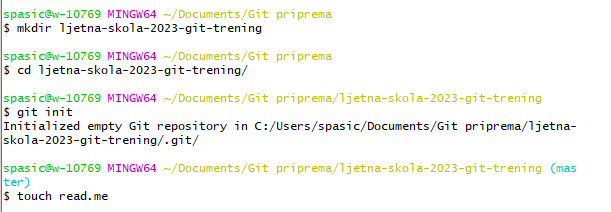 spasic@w-10769 MINGW64 ~/Documents/Git priprema
$ mkdir ljetna-skola-2023-git-trening
spasic@w-10769 MINGW64 ~/Documents/Git priprema
$ cd ljetna-skola-2023-git-trening/
spasic@w-10769 MINGW64 ~/Documents/Git priprema/ljetna-skola-2023-git-trening
$ git init
Initialized empty Git repository in C:/Users/spasic/Documents/Git priprema/ljetna-
skola-2023-git-trening/.git/
spasic@w-10769 MINGW64 ~/Documents/Git priprema/ljetna-skola-2023-git-trening (mas
ter)
$ touch read.me